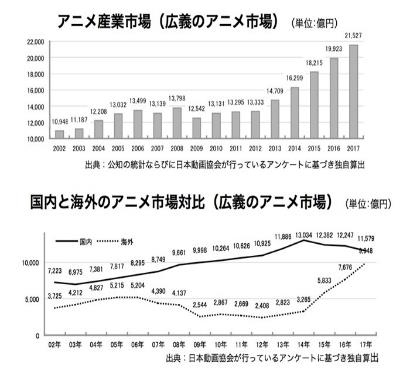 アニメ産業市場（広義のアニメ市場）（単位:億円）
22,000
20,000
18,000
16,000
14,000
12,000
10,000
10,948 11,187 12,208 13,032 13,499 13,139 13,798 12,542 13,131 13,295 13,333 14,709 16,299 18,215 19,923 21,527
2002 2003 2004 2005 2006 2007 2008 2009 2010 2011 2012 2013 2014 2015 2016 2017
出典：公知の統計ならびに日本動画協会が行っているアンケートに基づき独自算出
国内と海外のアニメ市場対比（広義のアニメ市場）（単位:億円）
国内 海外
10,000
5,000
0
7,223 6,975 7,381 7,817 8,295 8,749 9,661 9,998 10,264 10,626 10,925 11,886 13,034 12,382 12,247 11,579
3,725 4,212 4,827 5,215 5,204 4,390 4,137 2,544 2,867 2,669 2,408 2,823 3,265 5,833 7,676 9,948
02年 03年 04年 05年 06年 07年 08年 09年 10年 11年 12年 13年 14年 15年 16年 17年
出典：日本動画協会が行っているアンケートに基づき独自算出